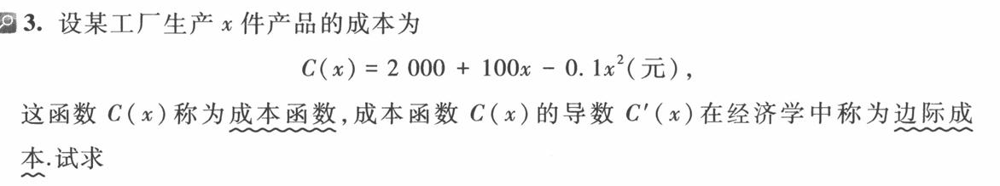 3. 设某工厂生产 x 件产品的成本为
C(x) = 2 000 + 100x − 0.1x²(元),
这函数 C(x)称为成本函数,成本函数 C(x)的导数 C′(x)在经济学中称为边际成
本.试求